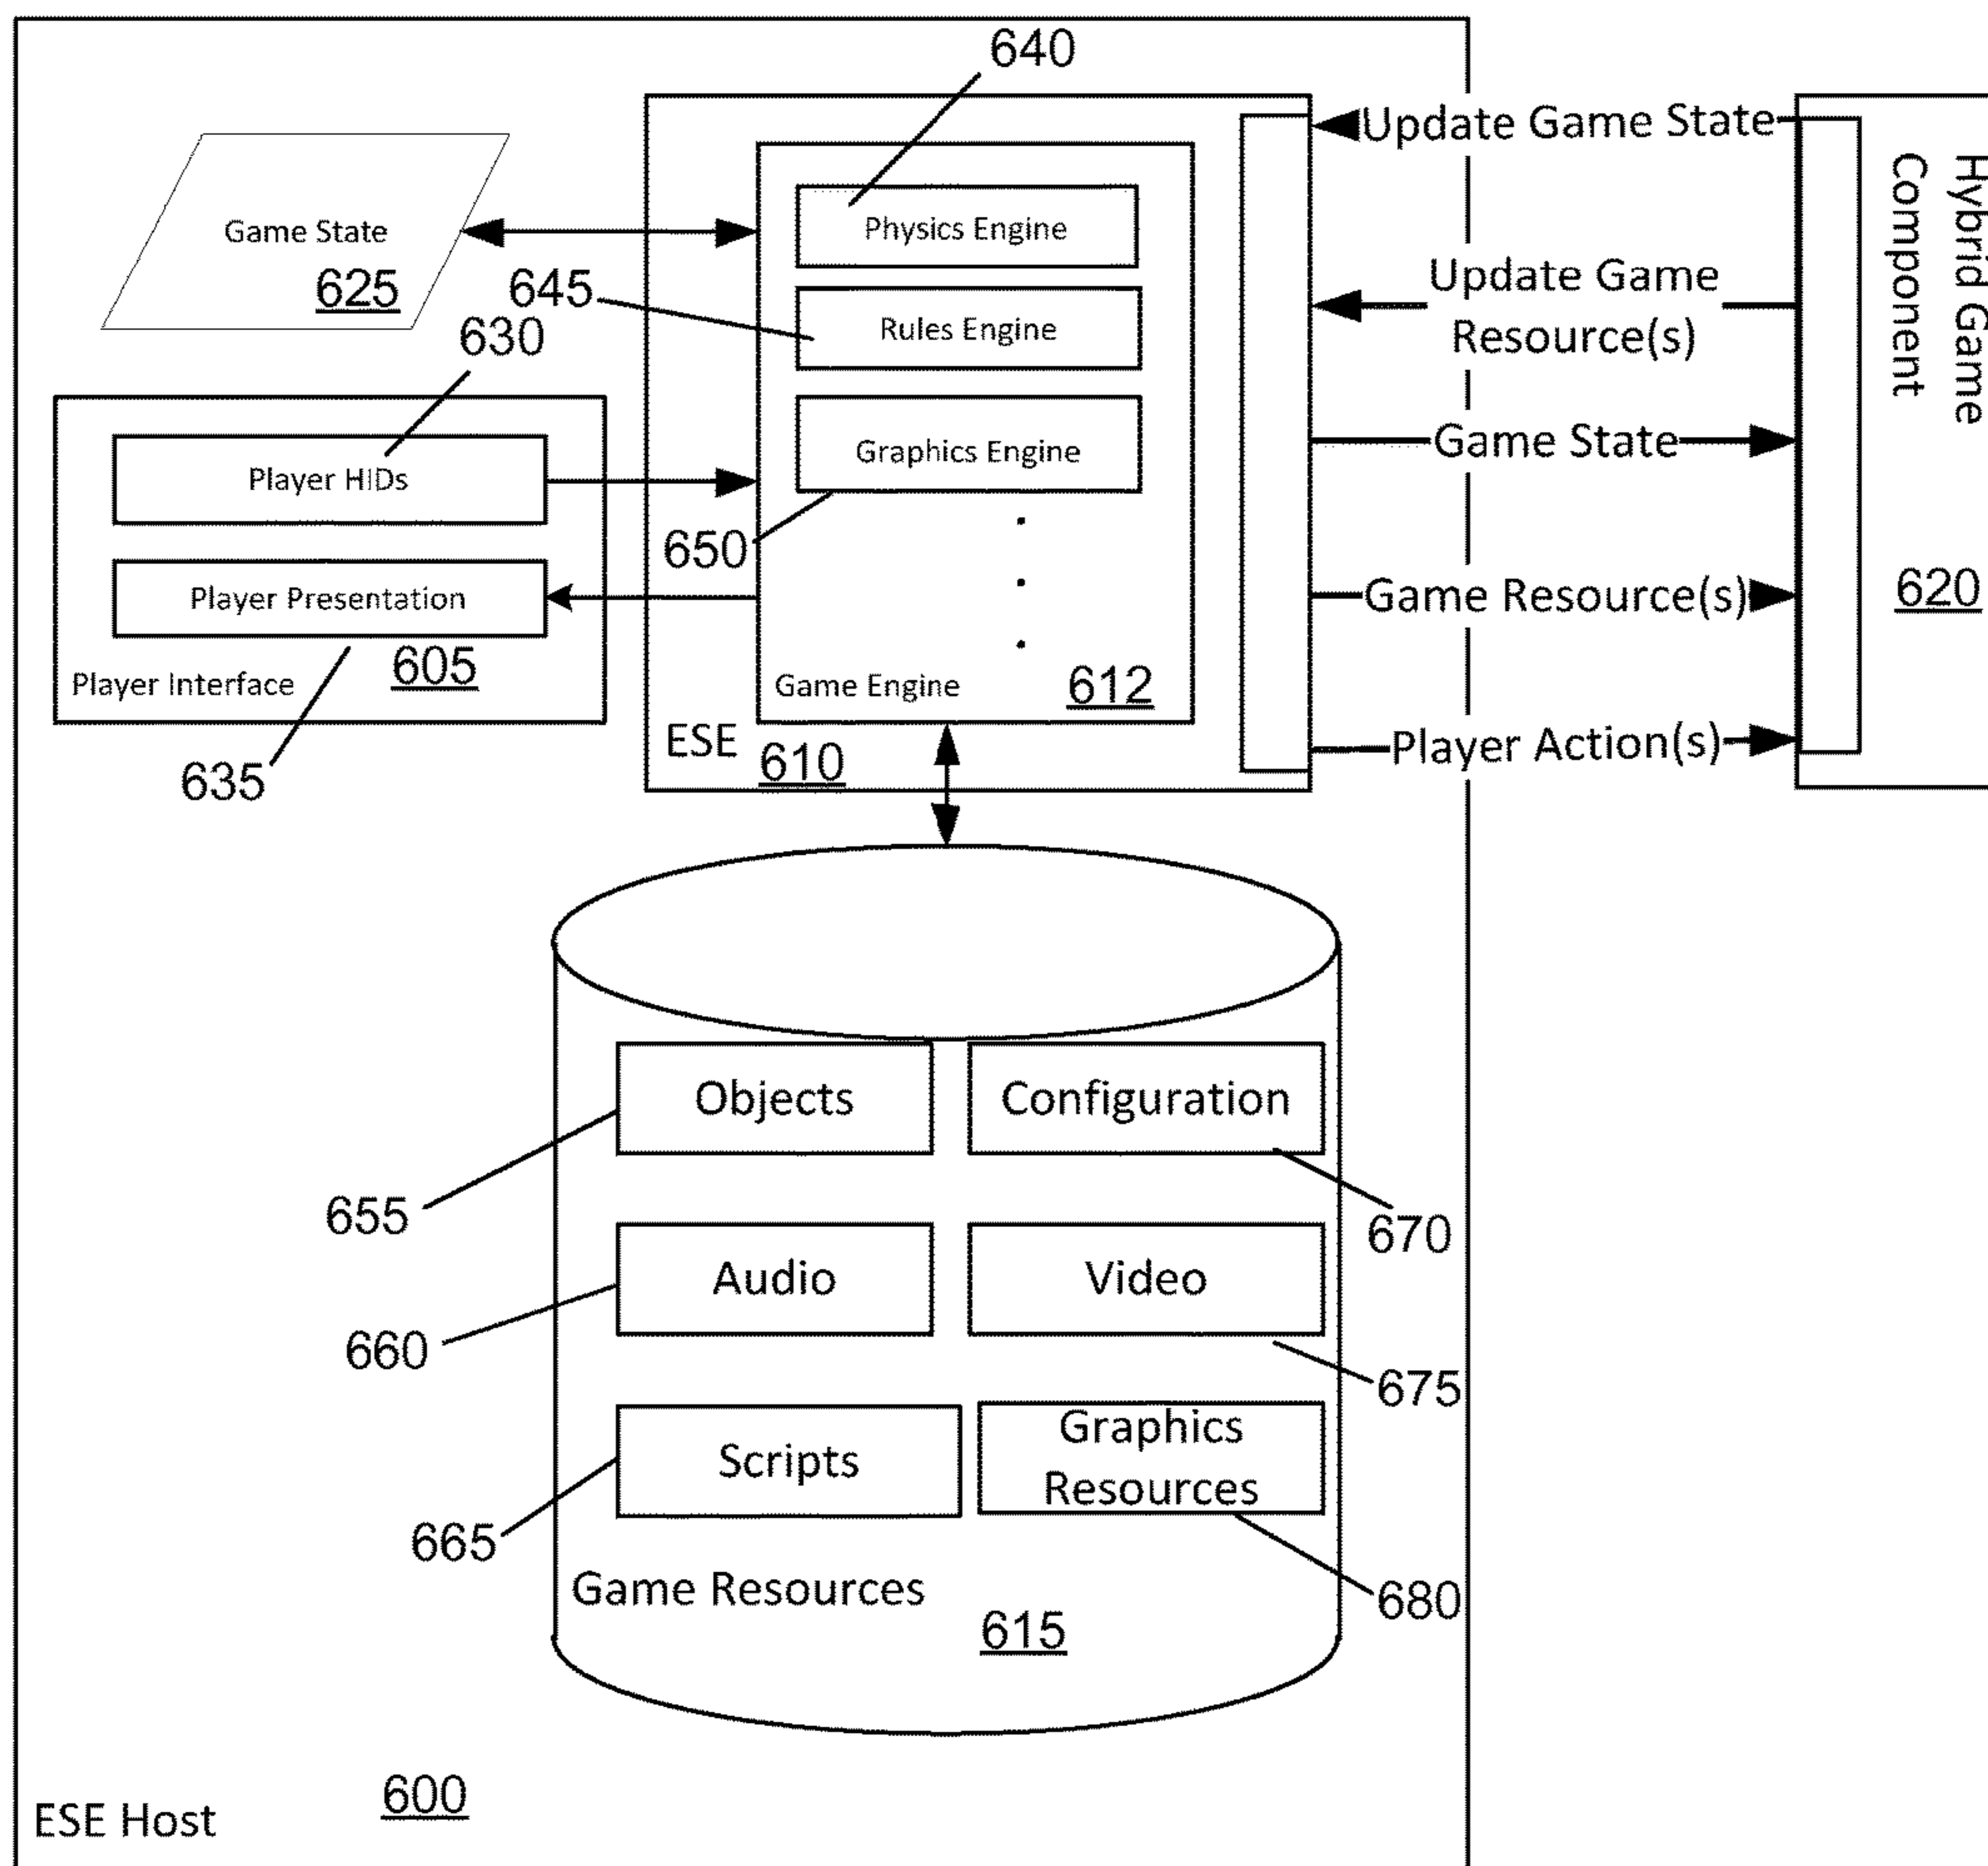 640
Update Game State
Hybrid Game
Component
Game State
625
Physics Engine
645
Rules Engine
Update Game
Resource(s)
630
Player HIDs
Graphics Engine
Game State
650
Player Presentation
605
Player Interface
635
Game Engine
612
ESE
610
Game Resource(s)
620
Player Action(s)
Objects
Configuration
655
670
Audio
Video
660
675
Scripts
Graphics
Resources
665
680
Game Resources
615
ESE Host
600